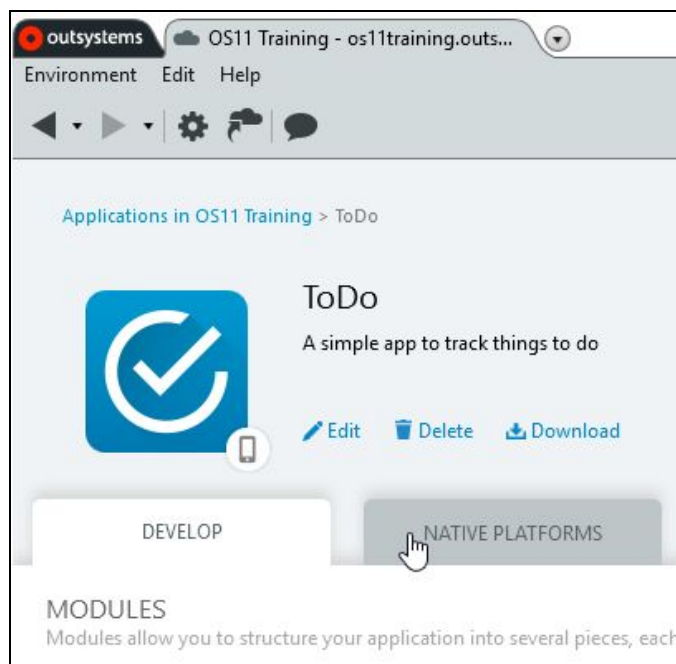 outsystems OS11 Training - os11training.outs...
Environment Edit Help
Applications in OS11 Training > ToDo
ToDo
A simple app to track things to do
Edit Delete Download
DEVELOP NATIVE PLATFORMS
MODULES
Modules allow you to structure your application into several pieces, each